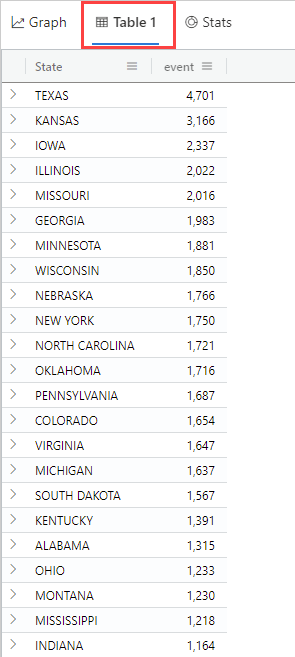 Graph Table 1 Stats
State event
TEXAS 4,701
KANSAS 3,166
IOWA 2,337
ILLINOIS 2,022
MISSOURI 2,016
GEORGIA 1,983
MINNESOTA 1,881
WISCONSIN 1,850
NEBRASKA 1,766
NEW YORK 1,750
NORTH CAROLINA 1,721
OKLAHOMA 1,716
PENNSYLVANIA 1,687
COLORADO 1,654
VIRGINIA 1,647
MICHIGAN 1,637
SOUTH DAKOTA 1,567
KENTUCKY 1,391
ALABAMA 1,315
OHIO 1,233
MONTANA 1,230
MISSISSIPPI 1,218
INDIANA 1,164